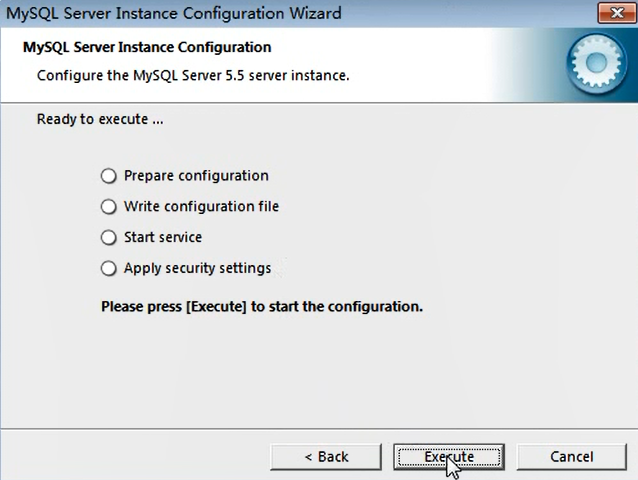 MySQL Server Instance Configuration Wizard
MySQL Server Instance Configuration
Configure the MySQL Server 5.5 server instance.
Ready to execute ...
Prepare configuration
Write configuration file
Start service
Apply security settings
Please press [Execute] to start the configuration.
< Back
Execute
Cancel